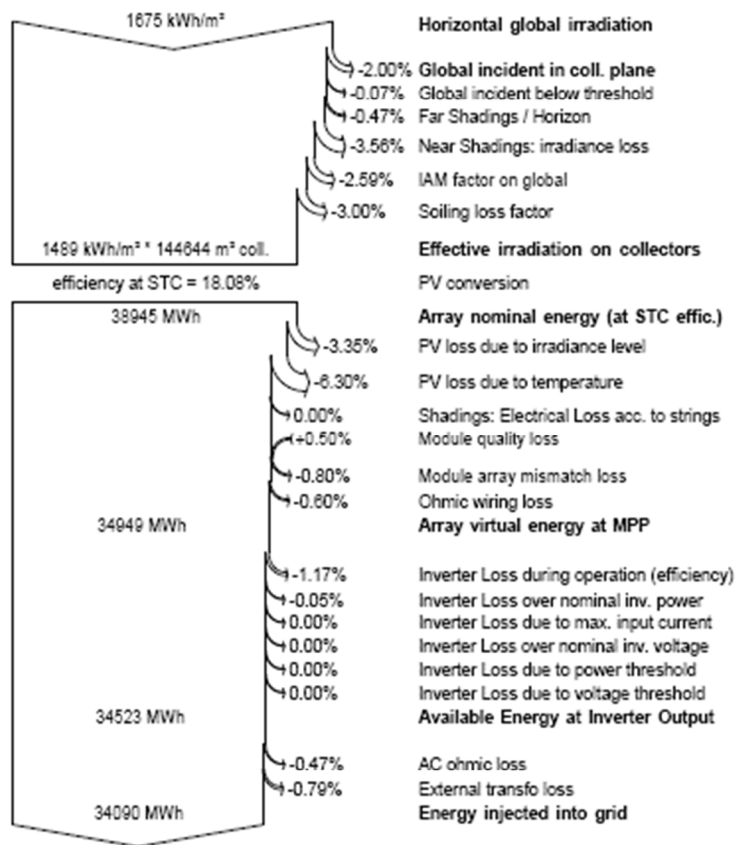 1675 kWh/m² Horizontal global irradiation
-2.00% Global incident in coll. plane
-0.07% Global incident below threshold
-0.47% Far Shadings / Horizon
-3.56% Near Shadings: irradiance loss
-2.59% IAM factor on global
-3.00% Soiling loss factor
1489 kWh/m² * 144644 m² coll. Effective irradiation on collectors
efficiency at STC = 18.08% PV conversion
38945 MWh Array nominal energy (at STC effic.)
-3.35% PV loss due to irradiance level
-6.30% PV loss due to temperature
0.00% Shadings: Electrical Loss acc. to strings
+0.50% Module quality loss
-0.80% Module array mismatch loss
-0.60% Ohmic wiring loss
34949 MWh Array virtual energy at MPP
-1.17% Inverter Loss during operation (efficiency)
-0.05% Inverter Loss over nominal inv. power
0.00% Inverter Loss due to max. input current
0.00% Inverter Loss over nominal inv. voltage
0.00% Inverter Loss due to power threshold
0.00% Inverter Loss due to voltage threshold
34523 MWh Available Energy at Inverter Output
-0.47% AC ohmic loss
-0.79% External transfo loss
34090 MWh Energy injected into grid